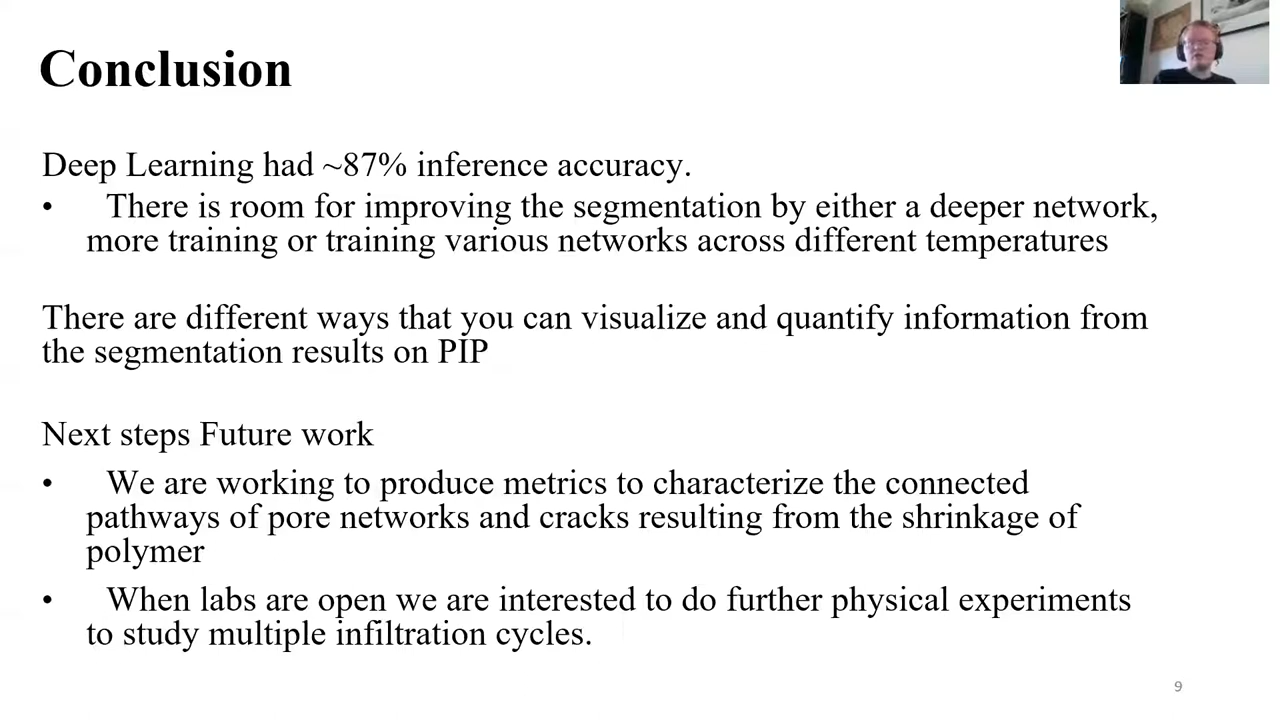 Conclusion
Deep Learning had ~87% inference accuracy.
• There is room for improving the segmentation by either a deeper network,
more training or training various networks across different temperatures
There are different ways that you can visualize and quantify information from
the segmentation results on PIP
Next steps Future work
• We are working to produce metrics to characterize the connected
pathways of pore networks and cracks resulting from the shrinkage of
polymer
• When labs are open we are interested to do further physical experiments
to study multiple infiltration cycles.
9